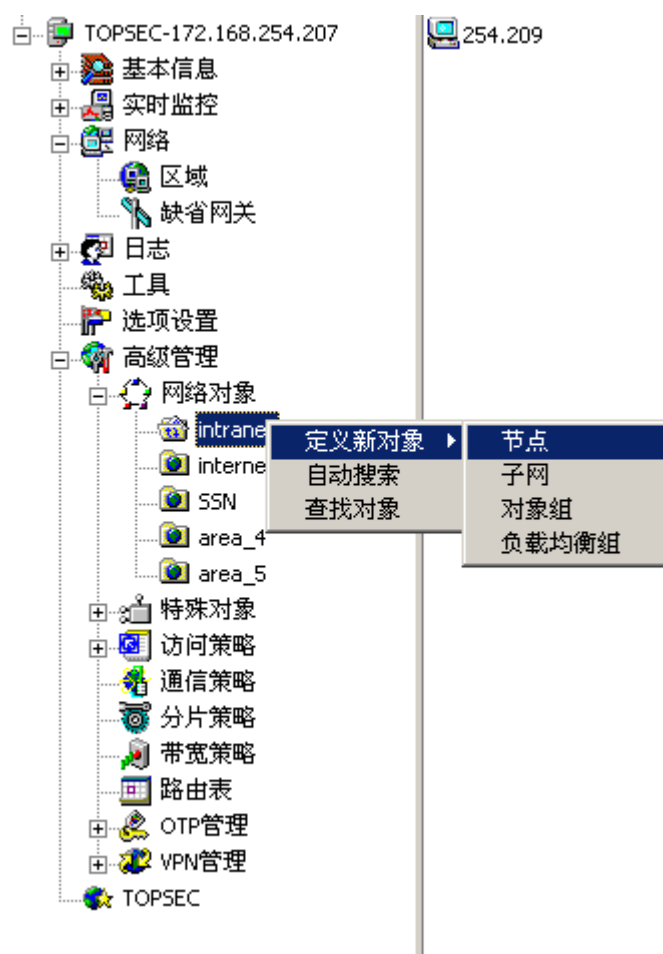 TOPSEC-172.168.254.207
254.209
基本信息
实时监控
网络
区域
缺省网关
日志
工具
选项设置
高级管理
网络对象
intrane
定义新对象
节点
interne
自动搜索
子网
SSN
查找对象
对象组
area_4
负载均衡组
area_5
特殊对象
访问策略
通信策略
分片策略
带宽策略
路由表
OTP管理
VPN管理
TOPSEC